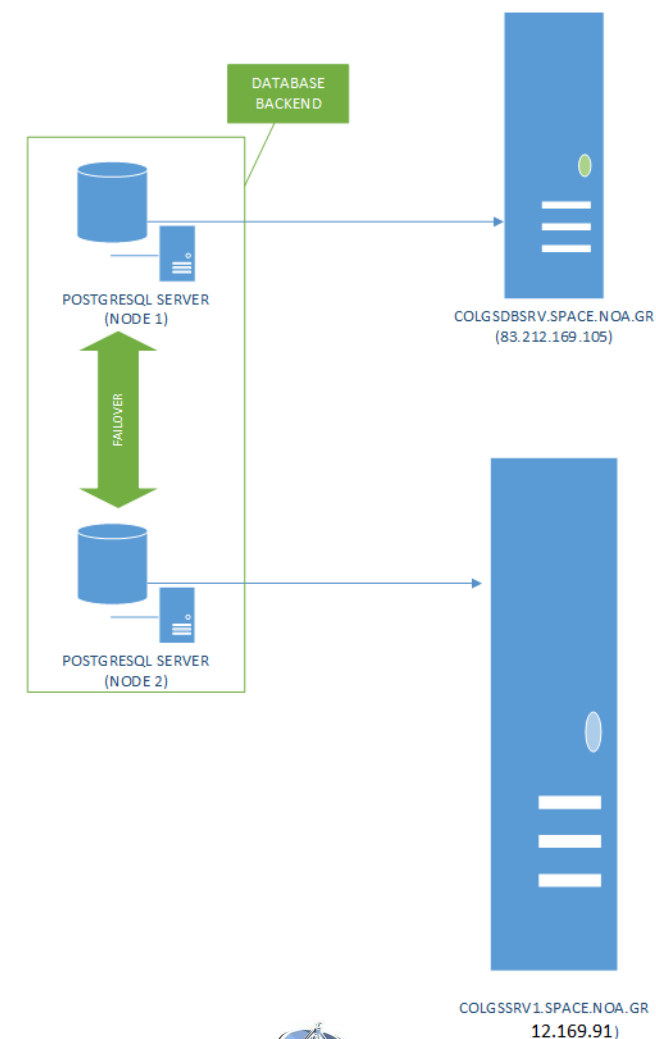 DATABASE
BACKEND
POSTGRESQL SERVER
(NODE 1)
COLGSDBSRV.SPACE.NOA.GR
(83.212.169.105)
FAILOVER
POSTGRESQL SERVER
(NODE 2)
COLGSSRV1.SPACE.NOA.GR
12.169.91)